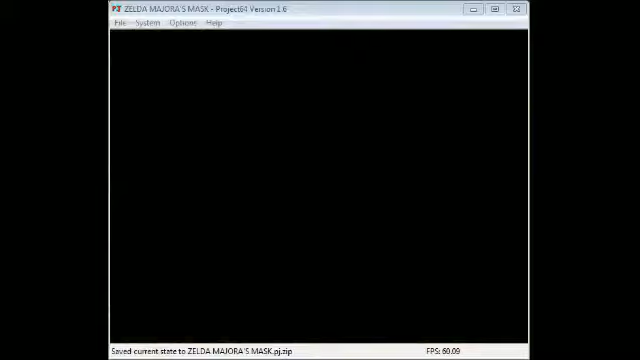 ZELDA MAJORA'S MASK - Project64 Version 1.6
File System Options Help
Saved current state to ZELDA MAJORA'S MASK.pj.zip FPS: 60.09